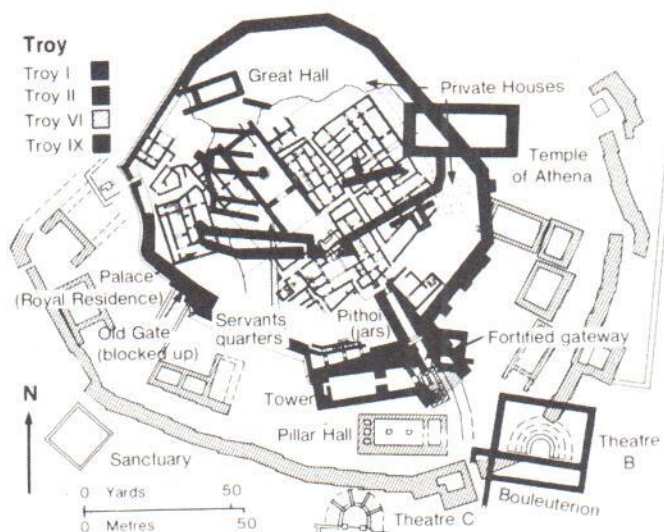 Troy
Troy I
Troy II
Troy VI
Troy IX
Great Hall
Private Houses
Temple
of Athena
Palace
(Royal Residence)
Old Gate
(blocked up)
Servants
quarters
Pithoi
(jars)
Fortified gateway
Tower
N
Pillar Hall
Sanctuary
Theatre
B
Bouleuterion
Theatre C
0 Yards 50
0 Metres 50